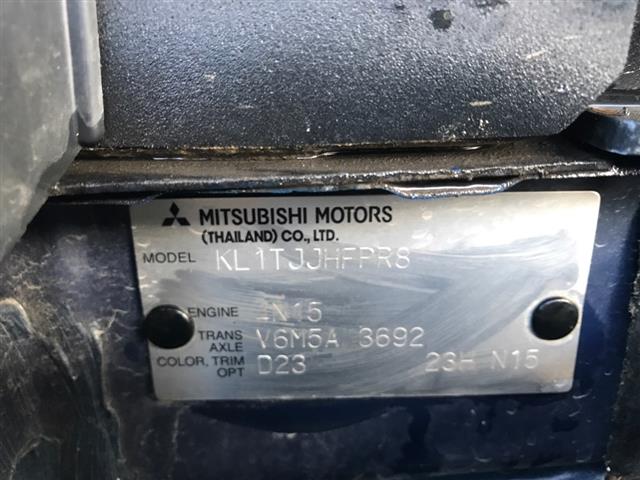 MITSUBISHI MOTORS
(THAILAND) CO., LTD.
MODEL KL1TJJHFPR8
ENGINE 4N15
TRANS AXLE V6M5A 3692
COLOR, TRIM OPT D23 23H N15